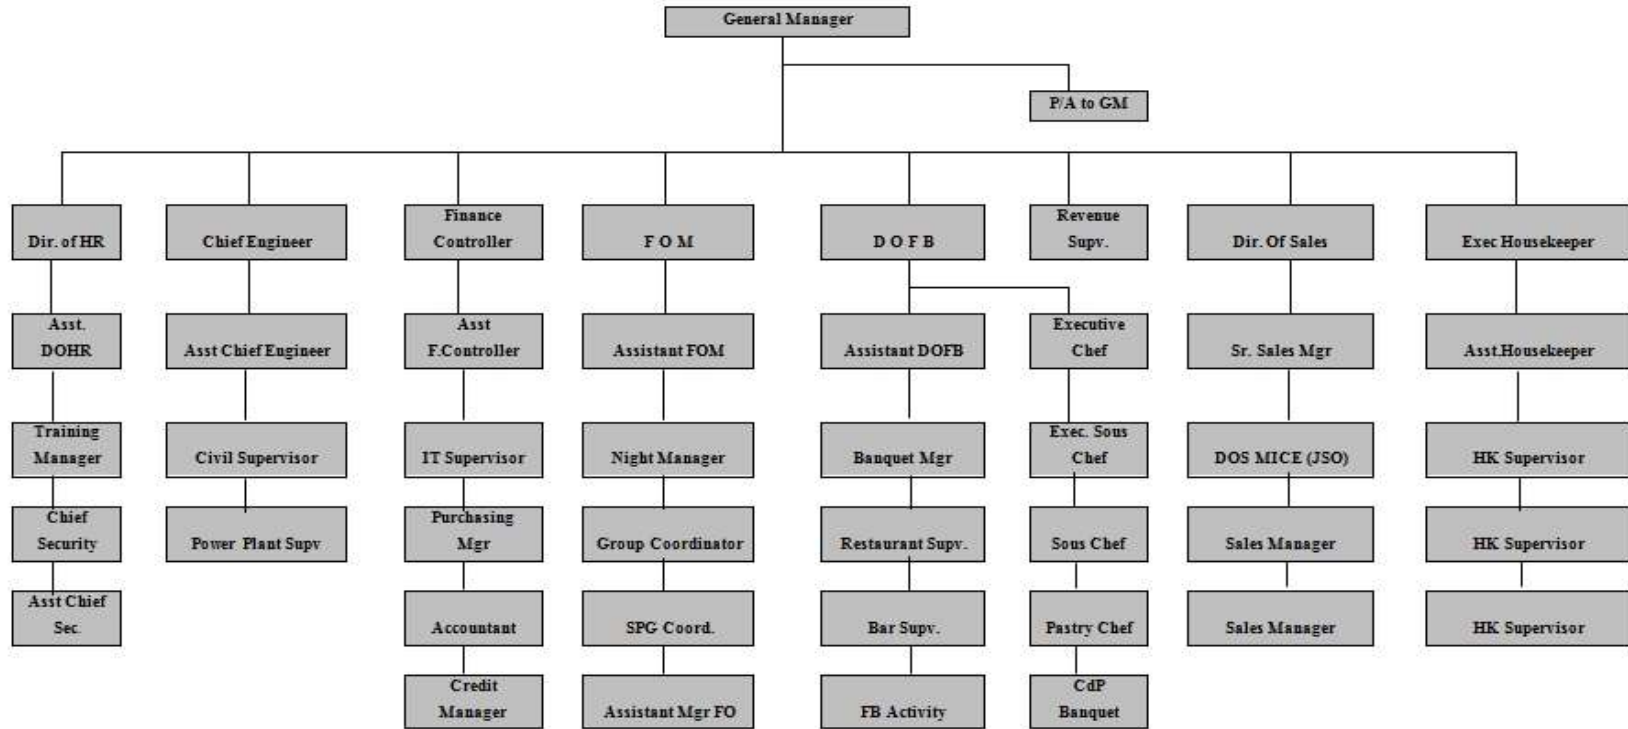 General Manager
P/A to GM
Dir. of HR
Chief Engineer
Finance
Controller
F O M
D O F B
Revenue
Supv.
Dir. Of Sales
Exec Housekeeper
Asst.
DOHR
Asst Chief Engineer
Asst
F.Controller
Assistant FOM
Assistant DOFB
Executive
Chef
Sr. Sales Mgr
Asst.Housekeeper
Training
Manager
Civil Supervisor
IT Supervisor
Night Manager
Banquet Mgr
Exec. Sous
Chef
DOS MICE (JSO)
HK Supervisor
Chief
Security
Power Plant Supv
Purchasing
Mgr
Group Coordinator
Restaurant Supv.
Sous Chef
Sales Manager
HK Supervisor
Asst Chief
Sec.
Accountant
SPG Coord.
Bar Supv.
Pastry Chef
Sales Manager
HK Supervisor
Credit
Manager
Assistant Mgr FO
FB Activity
CdP
Banquet